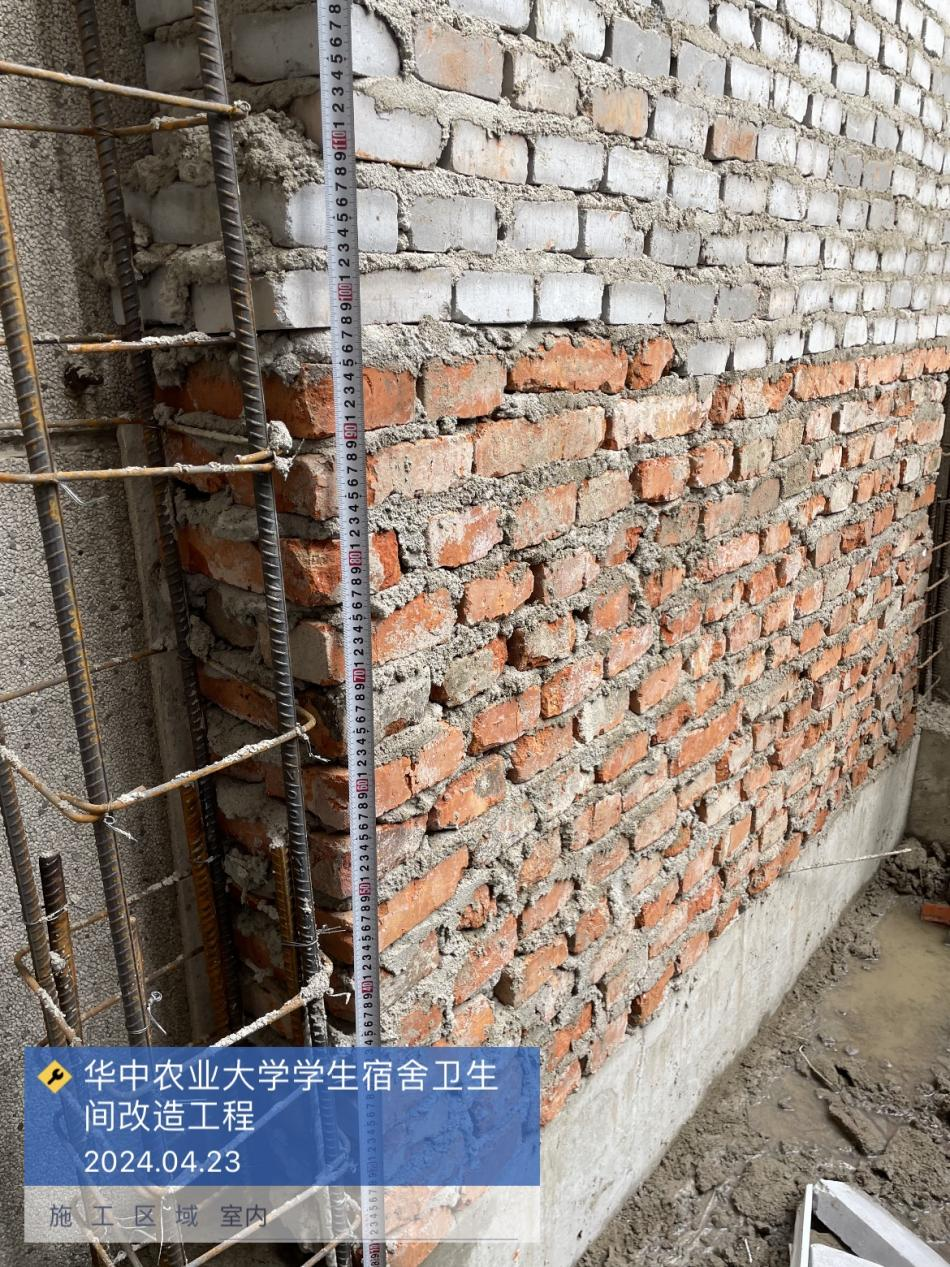 华中农业大学学生宿舍卫生
间改造工程
2024.04.23
施工区域 室内